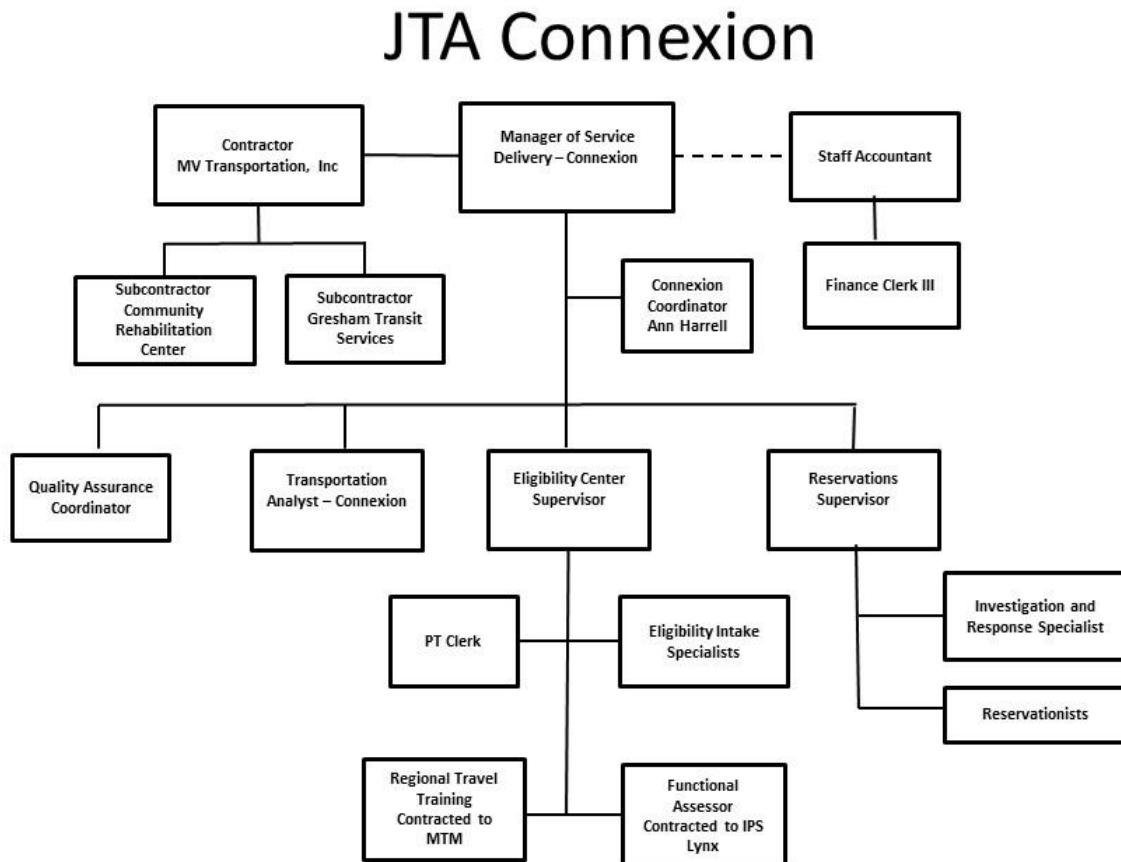 JTA Connexion
Contractor
MV Transportation, Inc
Manager of Service
Delivery – Connexion
Staff Accountant
Subcontractor
Community
Rehabilitation
Center
Subcontractor
Gresham Transit
Services
Connexion
Coordinator
Ann Harrell
Finance Clerk III
Quality Assurance
Coordinator
Transportation
Analyst – Connexion
Eligibility Center
Supervisor
Reservations
Supervisor
PT Clerk
Eligibility Intake
Specialists
Investigation and
Response Specialist
Reservationists
Regional Travel
Training
Contracted to
MTM
Functional
Assessor
Contracted to IPS
Lynx